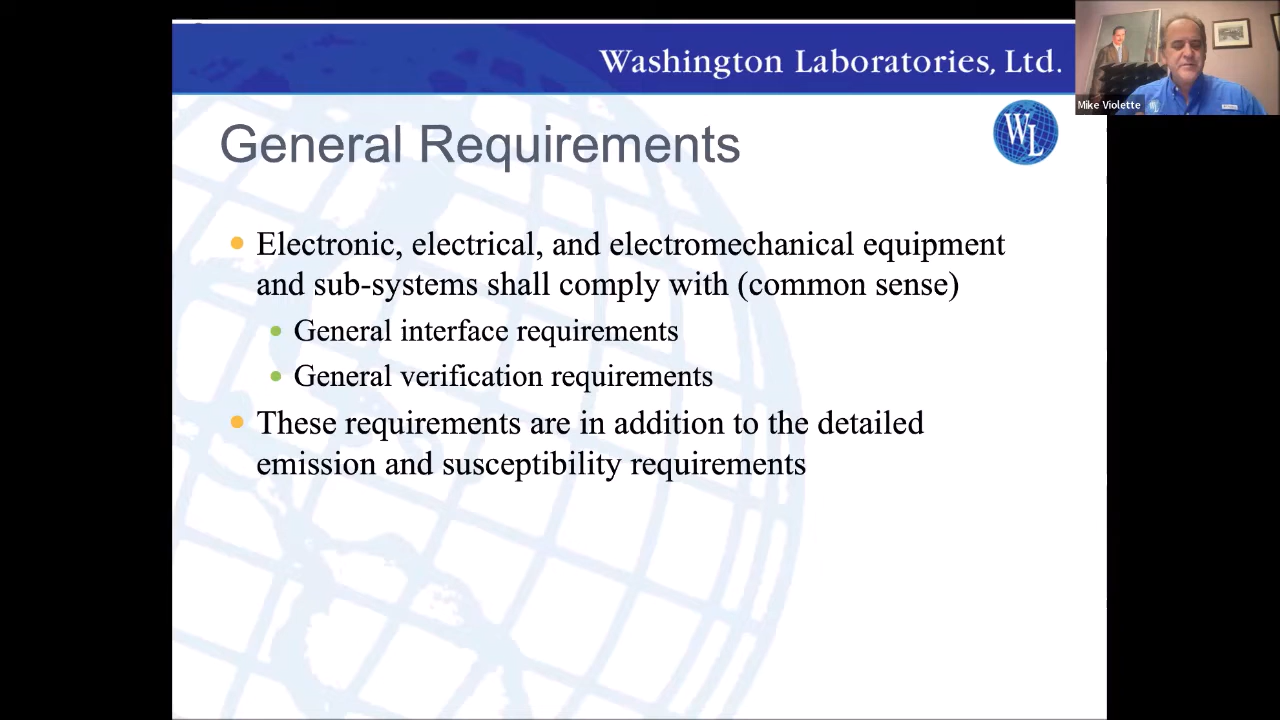 Washington Laboratories, Ltd.
Mike Violette
WL
General Requirements
Electronic, electrical, and electromechanical equipment
and sub-systems shall comply with (common sense)
General interface requirements
General verification requirements
These requirements are in addition to the detailed
emission and susceptibility requirements